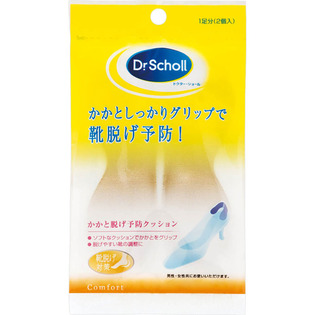 1足分(2個入)
Dr Scholl
ドクター・ショール
かかとしっかりグリップで
靴脱げ予防！
かかと脱げ予防クッション
●ソフトなクッションでかかとをグリップ
●脱げやすい靴の調整に
靴脱げ
対策
Comfort
男性・女性共にお使いいただけます。